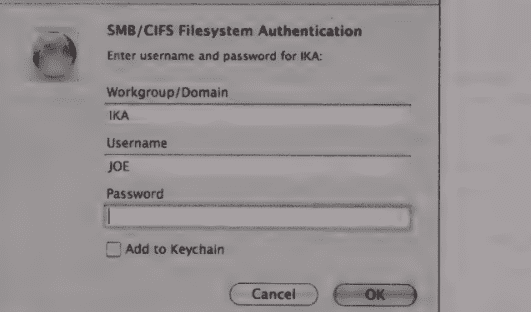 SMB/CIFS Filesystem Authentication
Enter username and password for IKA:
Workgroup/Domain
IKA
Username
JOE
Password
Add to Keychain
Cancel
OK